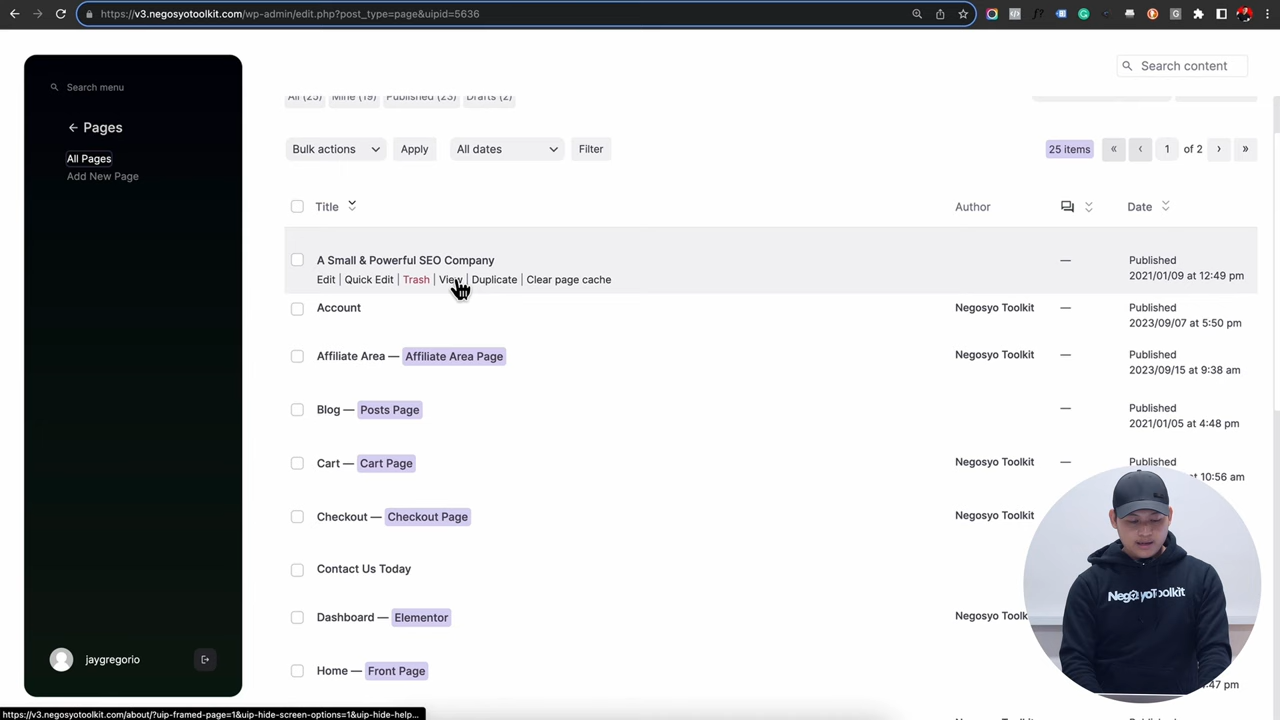 https://v3.negosyotoolkit.com/wp-admin/edit.php?post_type=page&uipid=5636
Search menu
Search content
Pages
All Pages
Add New Page
All (25) Mine (19) Published (23) Drafts (2)
Bulk actions Apply All dates Filter 25 items « ‹ 1 of 2 › »
Title Author Date
A Small & Powerful SEO Company — Published
Edit | Quick Edit | Trash | View | Duplicate | Clear page cache 2021/01/09 at 12:49 pm
Account Negosyo Toolkit — Published
2023/09/07 at 5:50 pm
Affiliate Area — Affiliate Area Page Negosyo Toolkit — Published
2023/09/15 at 9:38 am
Blog — Posts Page — Published
2021/01/05 at 4:48 pm
Cart — Cart Page Negosyo Toolkit — Published
at 10:56 am
Checkout — Checkout Page Negosyo Toolkit
Contact Us Today
Dashboard — Elementor Negosyo
Home — Front Page
:47 pm
NegosyoToolkit
jaygregorio
https://v3.negosyotoolkit.com/about/?uip-framed-page=1&uip-hide-screen-options=1&uip-hide-help...